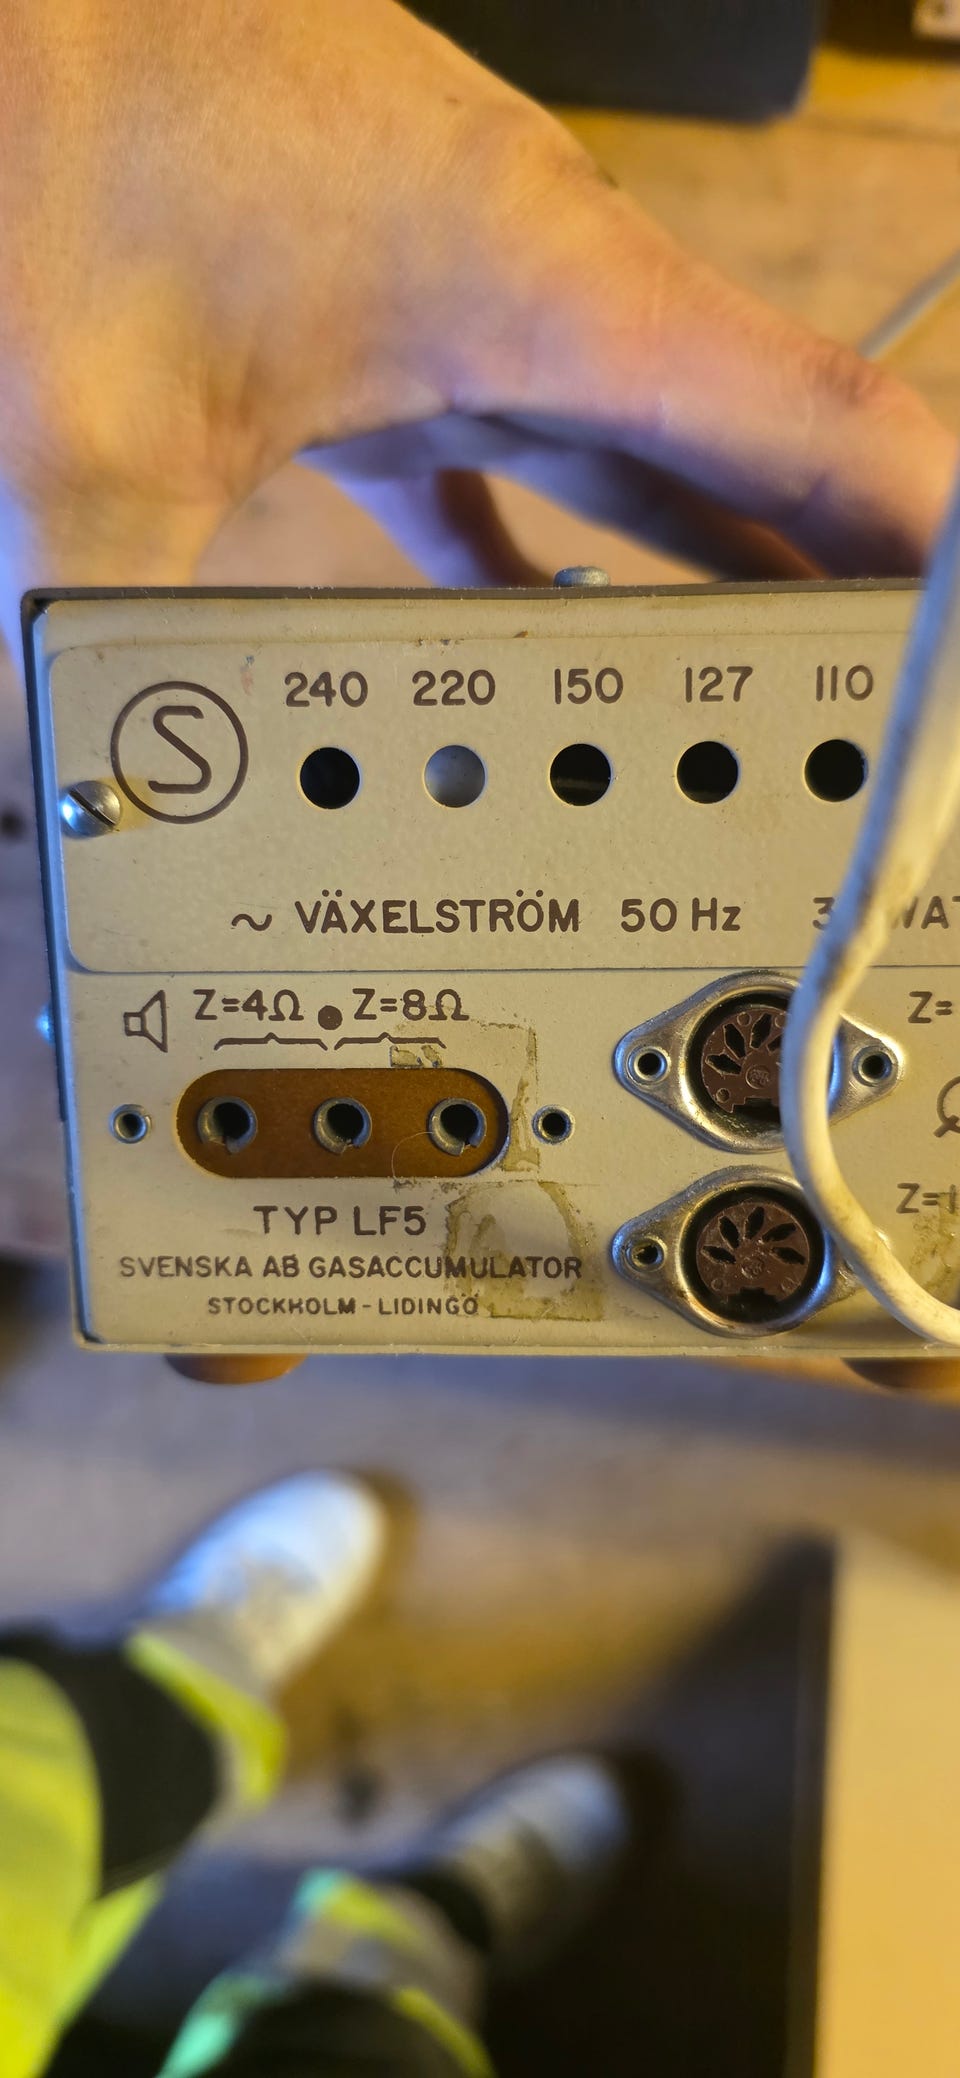 S 240 220 150 127 110
~ VÄXELSTRÖM 50 Hz
Z=4Ω Z=8Ω
Z=
TYP LF5
SVENSKA AB GASACCUMULATOR
STOCKHOLM - LIDINGÖ